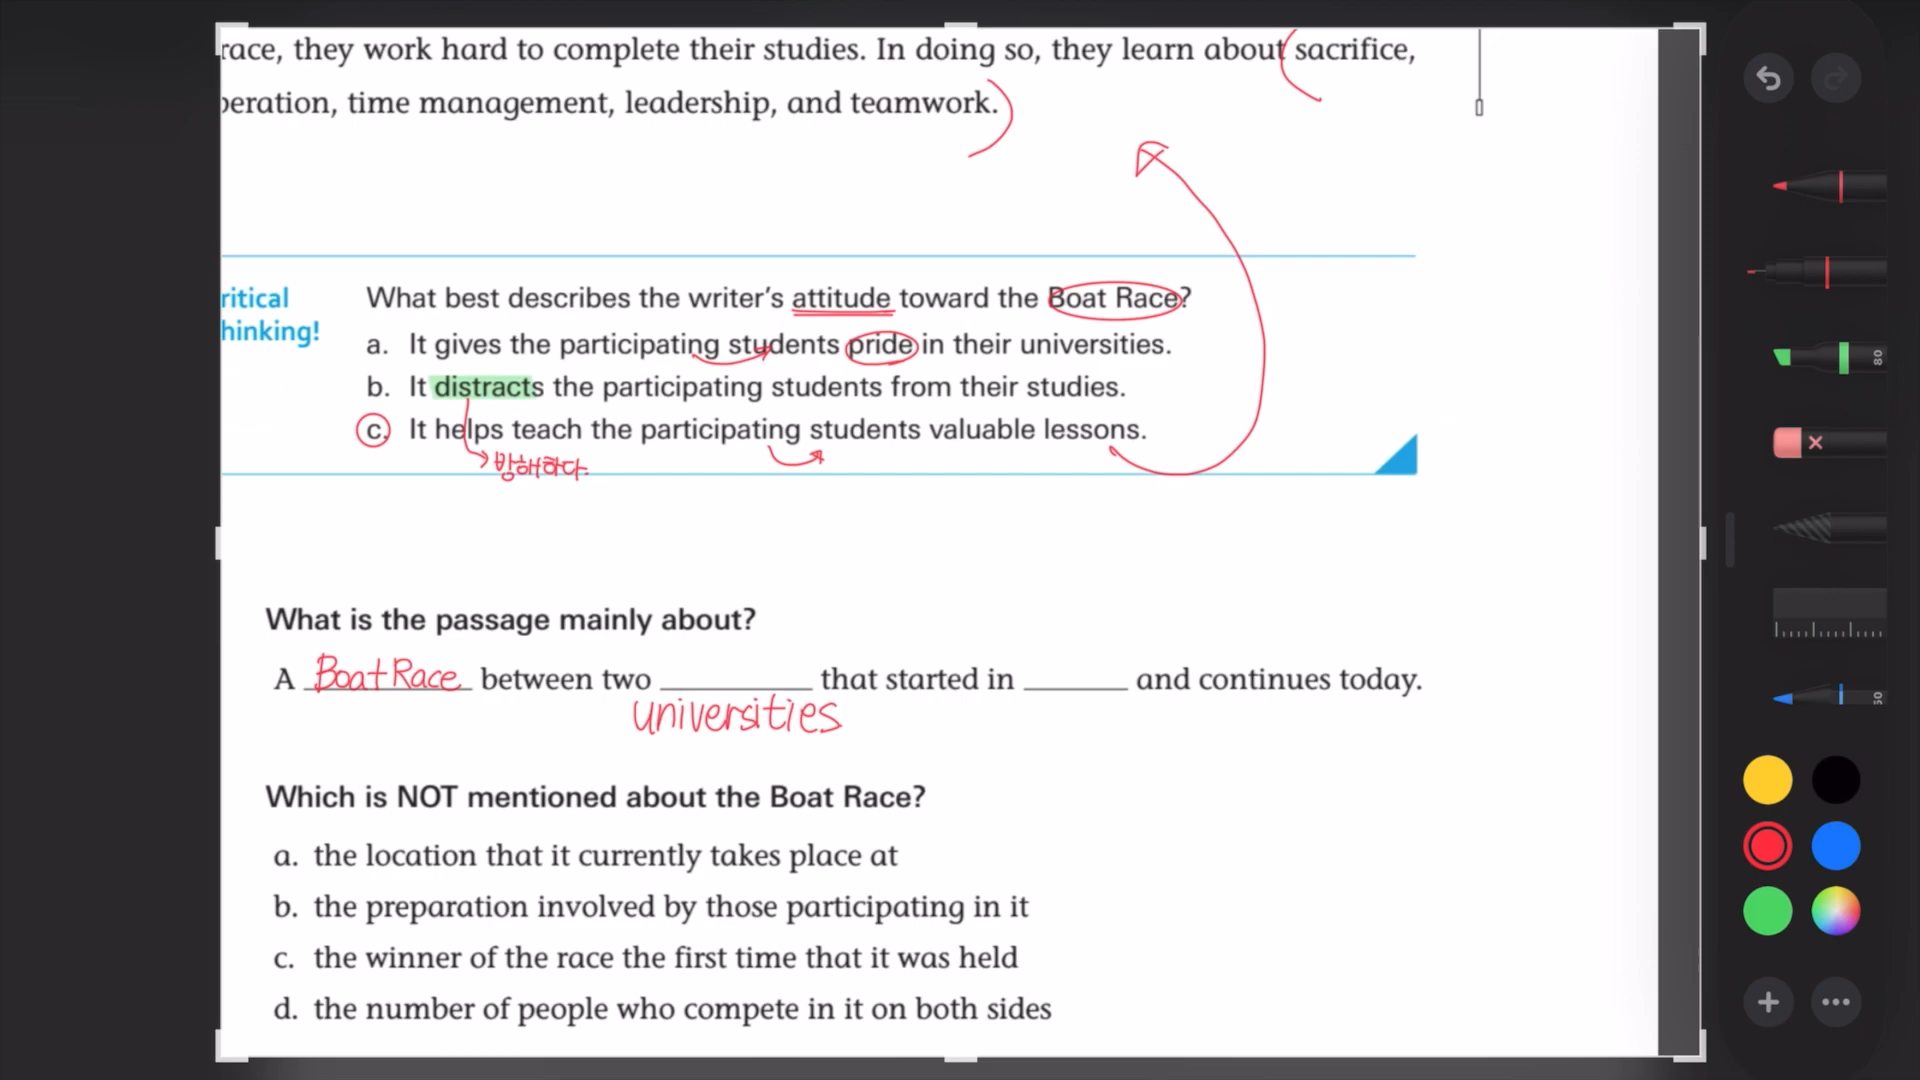 race, they work hard to complete their studies. In doing so, they learn about sacrifice,
peration, time management, leadership, and teamwork.
ritical
hinking!
What best describes the writer's attitude toward the Boat Race?
a. It gives the participating students pride in their universities.
b. It distracts the participating students from their studies.
c. It helps teach the participating students valuable lessons.
방해하다.
What is the passage mainly about?
A Boat Race between two ________ that started in ______ and continues today.
universities
Which is NOT mentioned about the Boat Race?
a. the location that it currently takes place at
b. the preparation involved by those participating in it
c. the winner of the race the first time that it was held
d. the number of people who compete in it on both sides
80
50